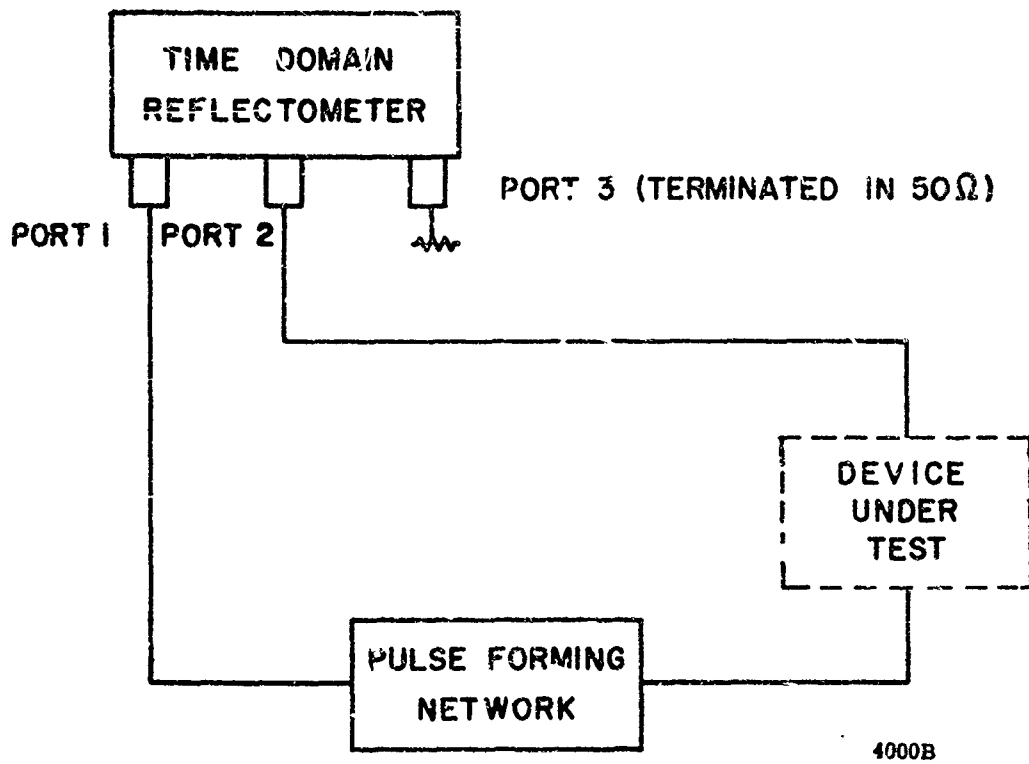 TIME DOMAIN
REFLECTOMETER
PORT 1
PORT 2
PORT 3 (TERMINATED IN 50Ω)
DEVICE
UNDER
TEST
PULSE FORMING
NETWORK
4000B